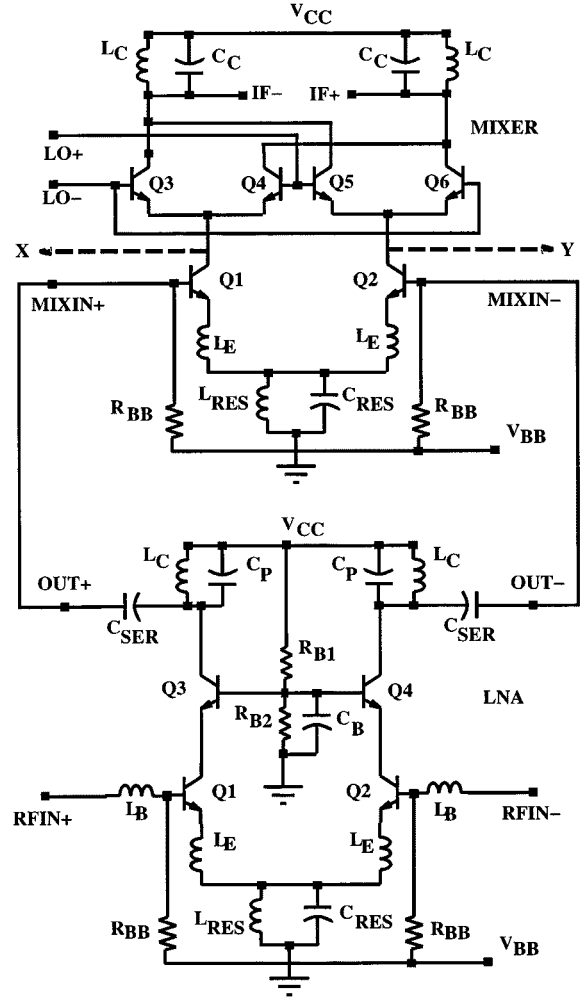 VCC
LC CC CC LC
IF− IF+
MIXER
LO+
LO−
Q3 Q4 Q5 Q6
X Y
Q1 Q2
MIXIN+ MIXIN−
LE LE
LRES CRES
RBB RBB
VBB
VCC
LC CP CP LC
OUT+ OUT−
CSER CSER
RB1
Q3 Q4
RB2 CB
LNA
Q1 Q2
RFIN+ LB LB RFIN−
LE LE
LRES CRES
RBB RBB
VBB